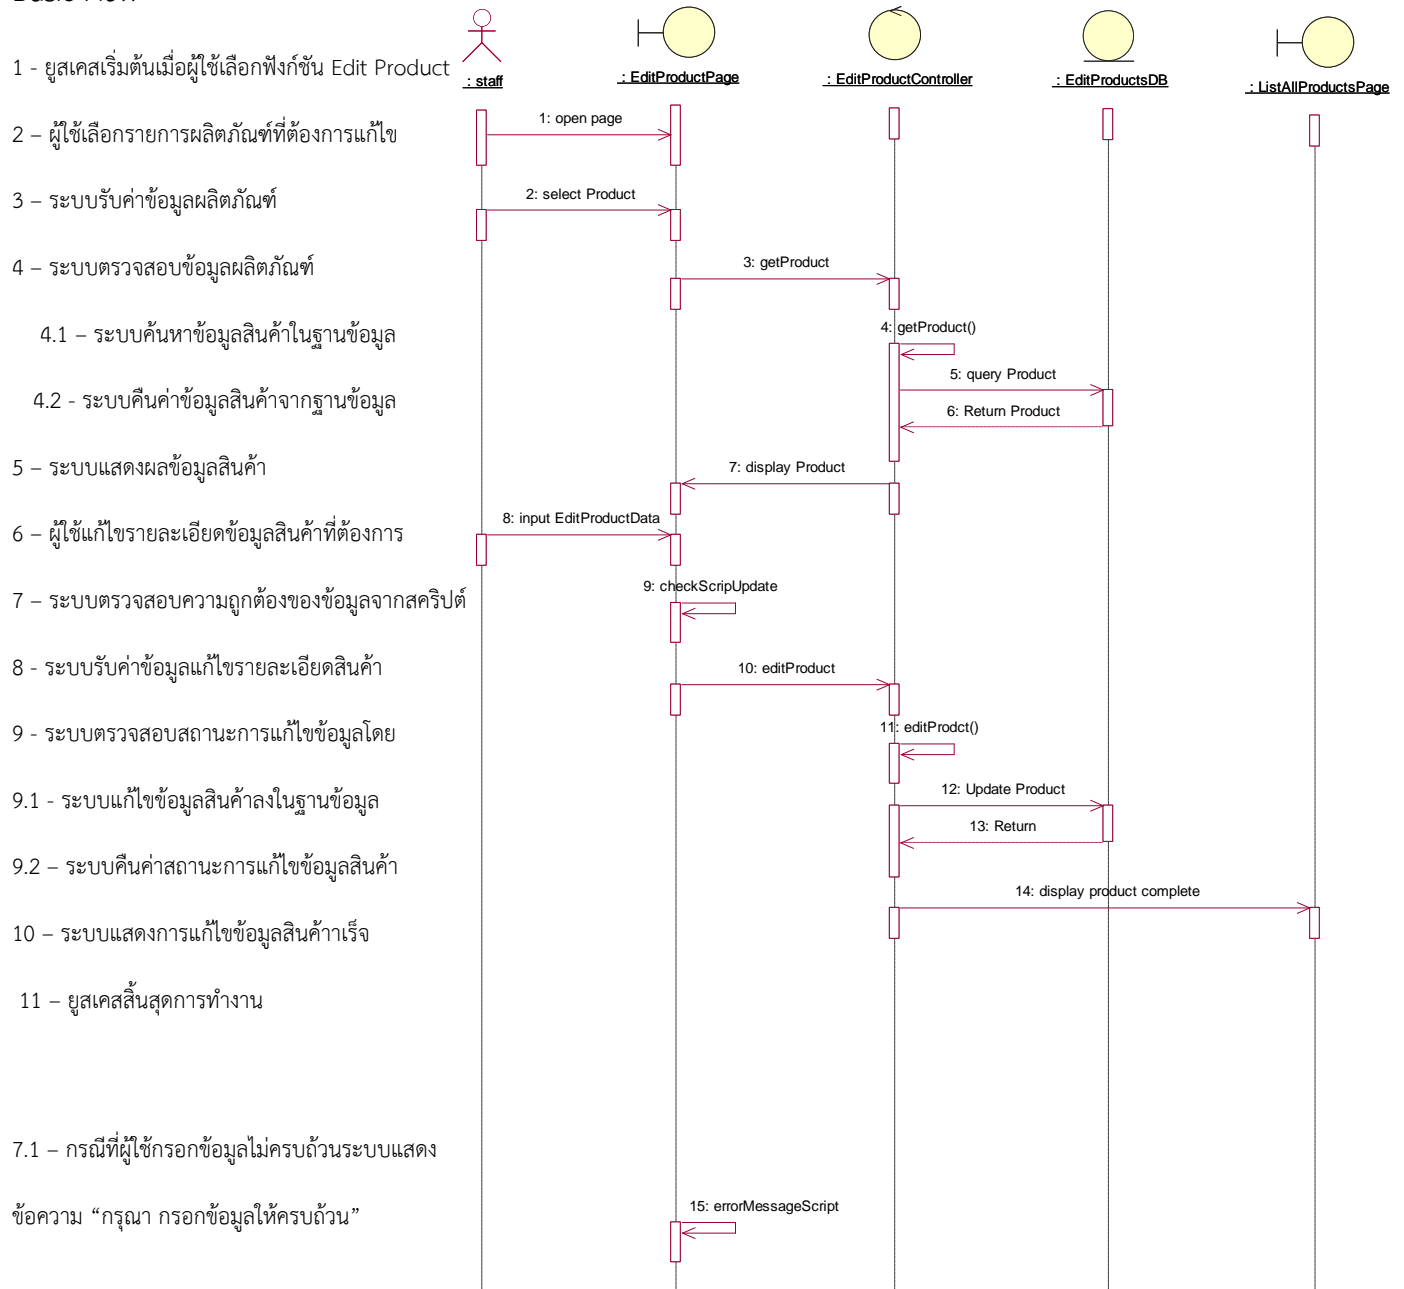 1 - ยูสเคสเริ่มต้นเมื่อผู้ใช้เลือกฟังก์ชัน Edit Product
2 – ผู้ใช้เลือกรายการผลิตภัณฑ์ที่ต้องการแก้ไข
3 – ระบบรับค่าข้อมูลผลิตภัณฑ์
4 – ระบบตรวจสอบข้อมูลผลิตภัณฑ์
4.1 – ระบบค้นหาข้อมูลสินค้าในฐานข้อมูล
4.2 - ระบบคืนค่าข้อมูลสินค้าจากฐานข้อมูล
5 – ระบบแสดงผลข้อมูลสินค้า
6 – ผู้ใช้แก้ไขรายละเอียดข้อมูลสินค้าที่ต้องการ
7 – ระบบตรวจสอบความถูกต้องของข้อมูลจากสคริปต์
8 - ระบบรับค่าข้อมูลแก้ไขรายละเอียดสินค้า
9 - ระบบตรวจสอบสถานะการแก้ไขข้อมูลโดย
9.1 - ระบบแก้ไขข้อมูลสินค้าลงในฐานข้อมูล
9.2 – ระบบคืนค่าสถานะการแก้ไขข้อมูลสินค้า
10 – ระบบแสดงการแก้ไขข้อมูลสินค้าาเร็จ
11 – ยูสเคสสิ้นสุดการทำงาน
7.1 – กรณีที่ผู้ใช้กรอกข้อมูลไม่ครบถ้วนระบบแสดง
ข้อความ “กรุณา กรอกข้อมูลให้ครบถ้วน”
: staff
: EditProductPage
: EditProductController
: EditProductsDB
: ListAllProductsPage
1: open page
2: select Product
3: getProduct
4: getProduct()
5: query Product
6: Return Product
7: display Product
8: input EditProductData
9: checkScripUpdate
10: editProduct
11: editProdct()
12: Update Product
13: Return
14: display product complete
15: errorMessageScript